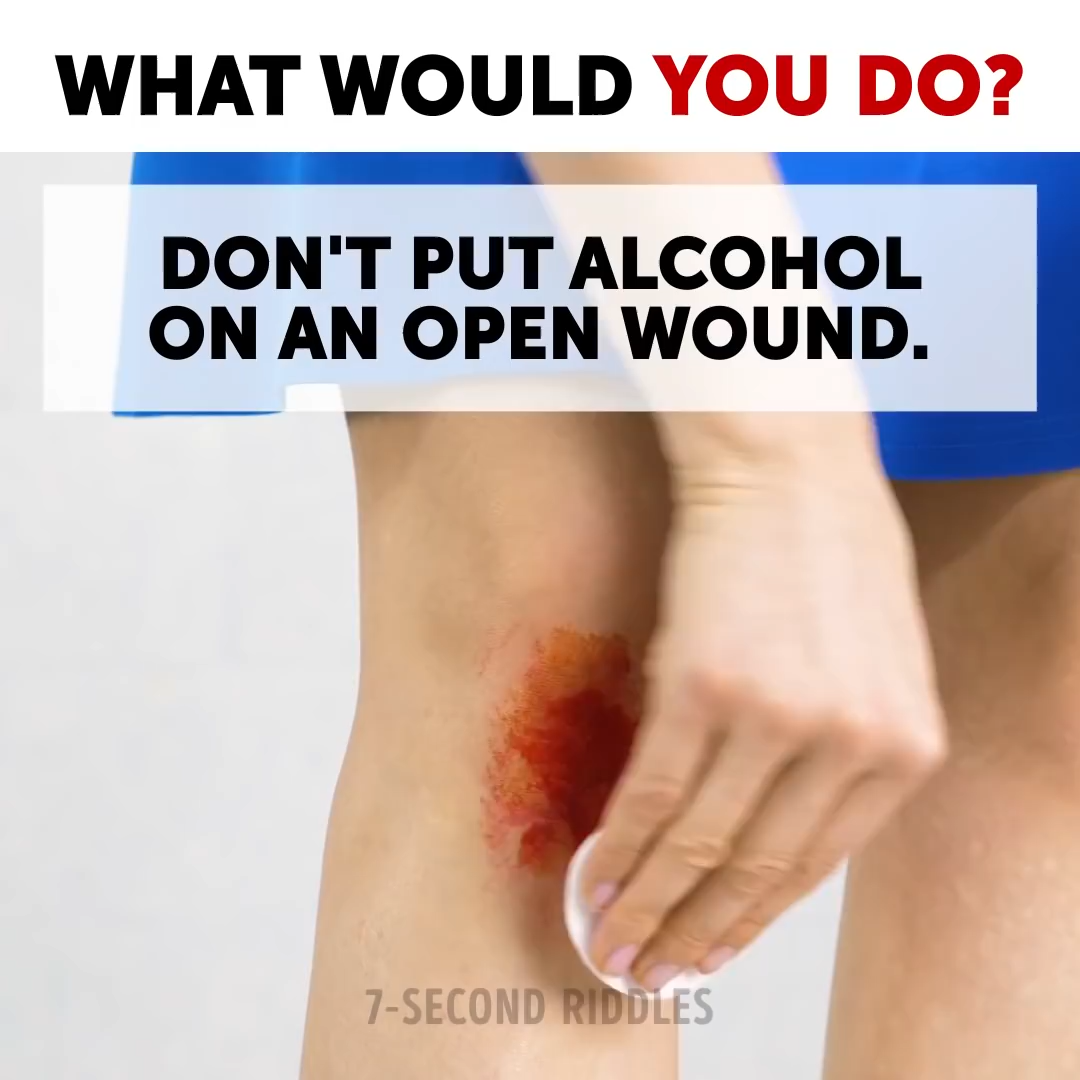 WHAT WOULD YOU DO?
DON'T PUT ALCOHOL
ON AN OPEN WOUND.
7-SECOND RIDDLES